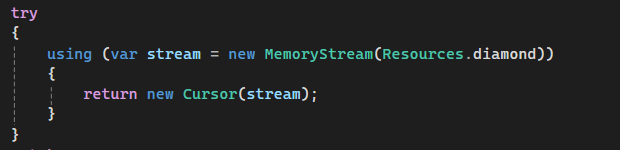 try
{
using (var stream = new MemoryStream(Resources.diamond))
{
return new Cursor(stream);
}
}